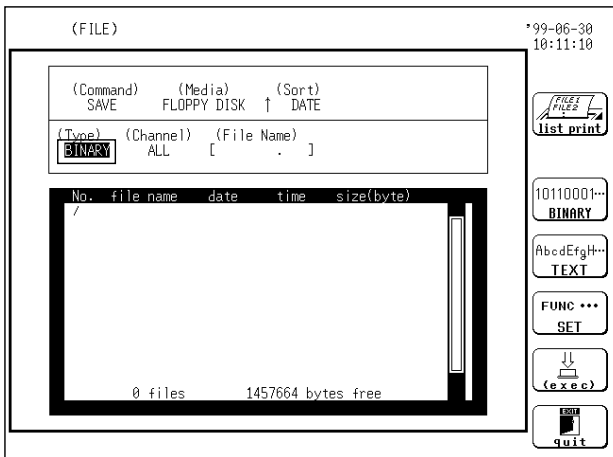 (FILE)
'99-06-30
10:11:10
(Command) (Media) (Sort)
SAVE FLOPPY DISK ↑ DATE
(Type) (Channel) (File Name)
BINARY ALL [ . ]
No. file name date time size(byte)
/
0 files 1457664 bytes free
FILE1
FILE2
:
list print
10110001…
BINARY
AbcdEfgH…
TEXT
FUNC •••
SET
(exec)
EXIT
quit